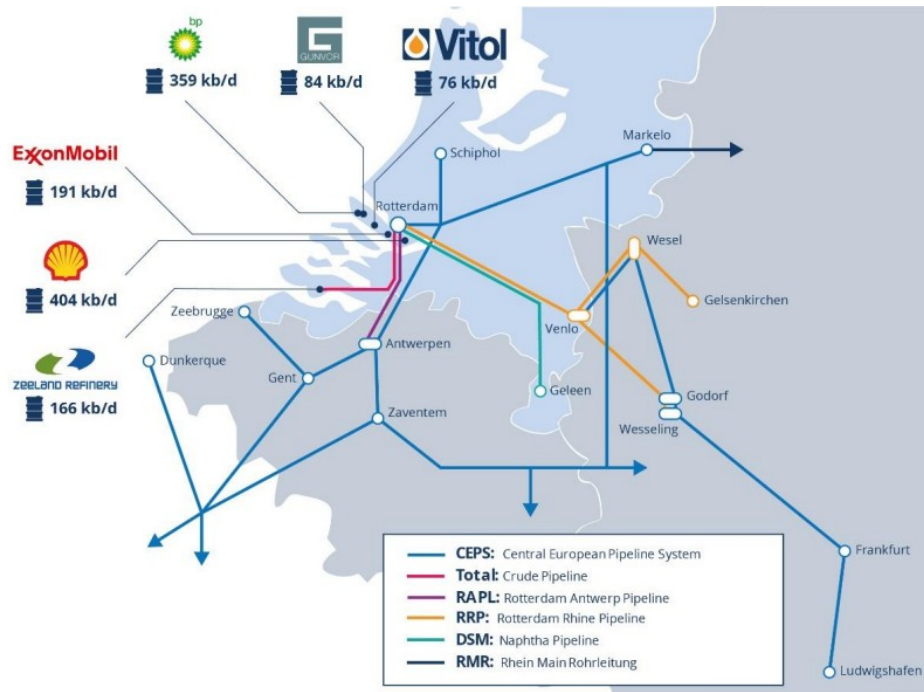 bp
359 kb/d
G
GUNVOR
84 kb/d
Vitol
76 kb/d
ExxonMobil
191 kb/d
404 kb/d
ZEELAND REFINERY
166 kb/d
Schiphol
Markelo
Rotterdam
Wesel
Gelsenkirchen
Venlo
Zeebrugge
Dunkerque
Antwerpen
Gent
Geleen
Godorf
Zaventem
Wesseling
Frankfurt
Ludwigshafen
CEPS: Central European Pipeline System
Total: Crude Pipeline
RAPL: Rotterdam Antwerp Pipeline
RRP: Rotterdam Rhine Pipeline
DSM: Naphtha Pipeline
RMR: Rhein Main Rohrleitung